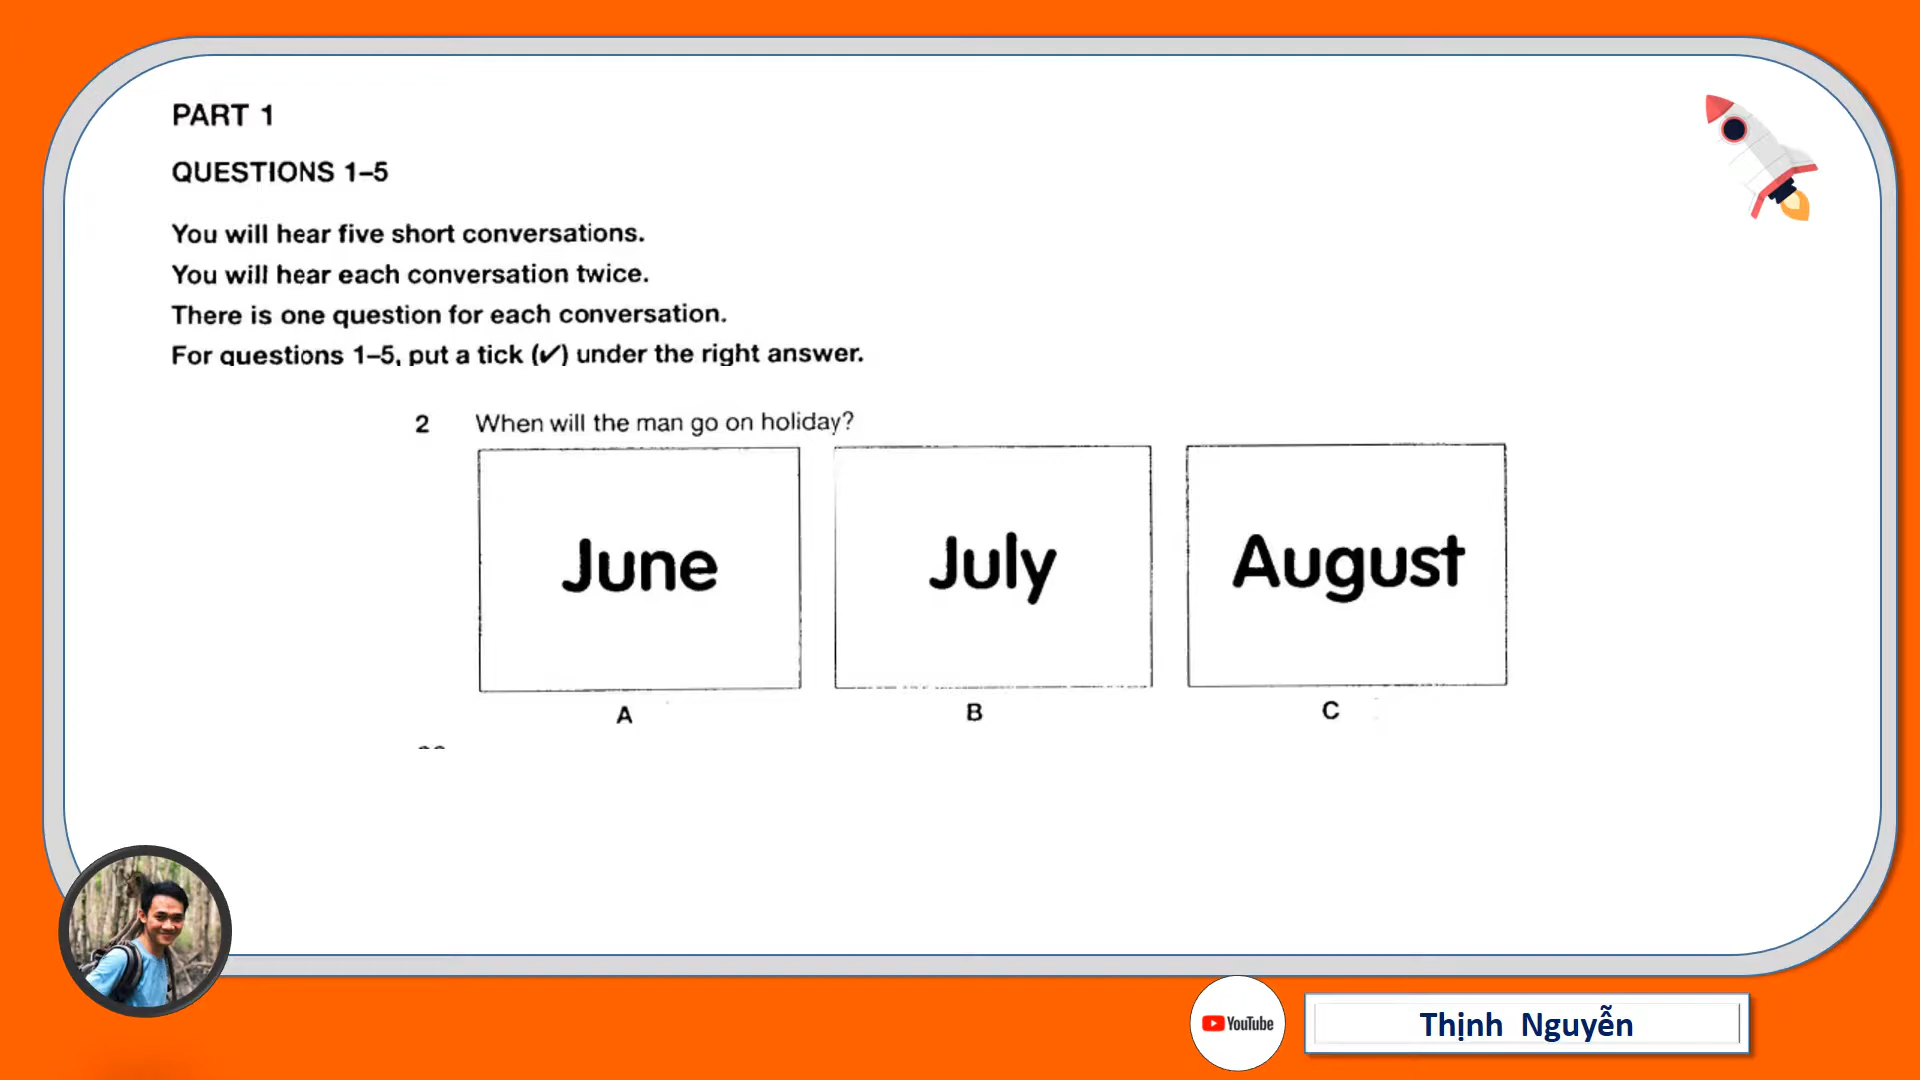 PART 1
QUESTIONS 1–5
You will hear five short conversations.
You will hear each conversation twice.
There is one question for each conversation.
For questions 1–5, put a tick (✔) under the right answer.
2 When will the man go on holiday?
June July August
A B C
YouTube
Thịnh Nguyễn